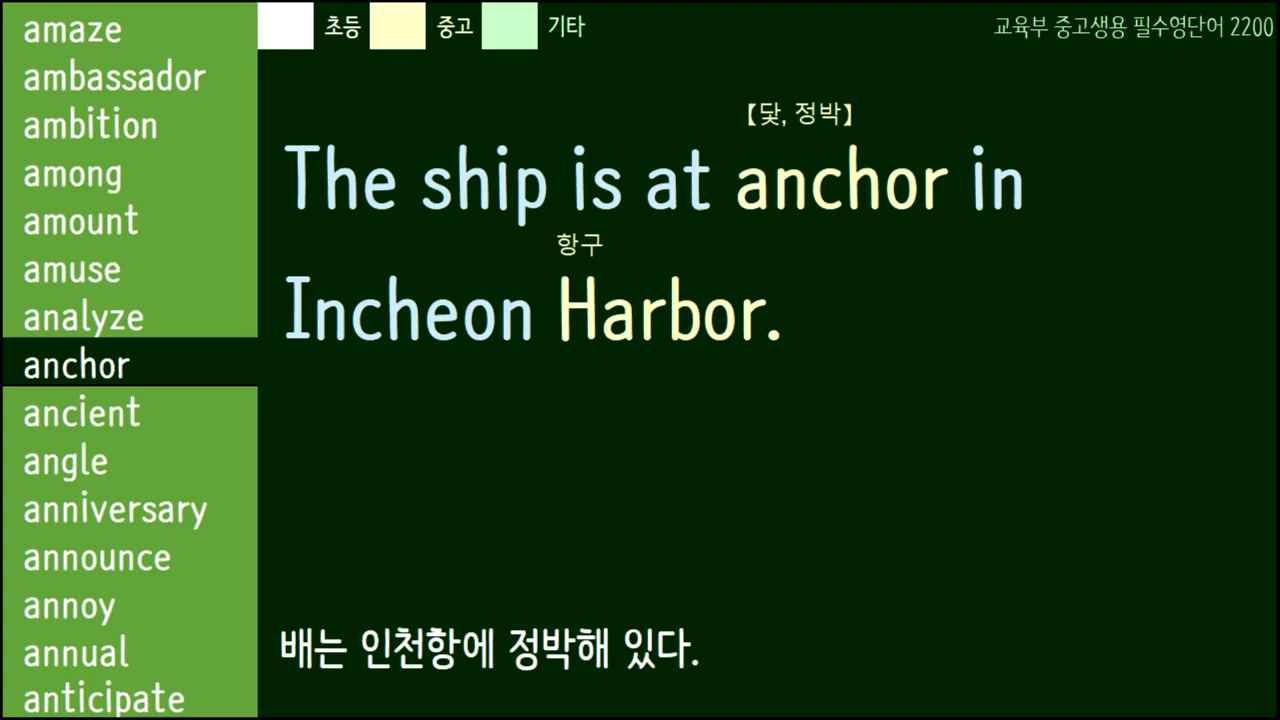 amaze
ambassador
ambition
among
amount
amuse
analyze
anchor
ancient
angle
anniversary
announce
annoy
annual
anticipate
초등 중고 기타
교육부 중고생용 필수영단어 2200
【닻, 정박】
The ship is at anchor in
항구
Incheon Harbor.
배는 인천항에 정박해 있다.